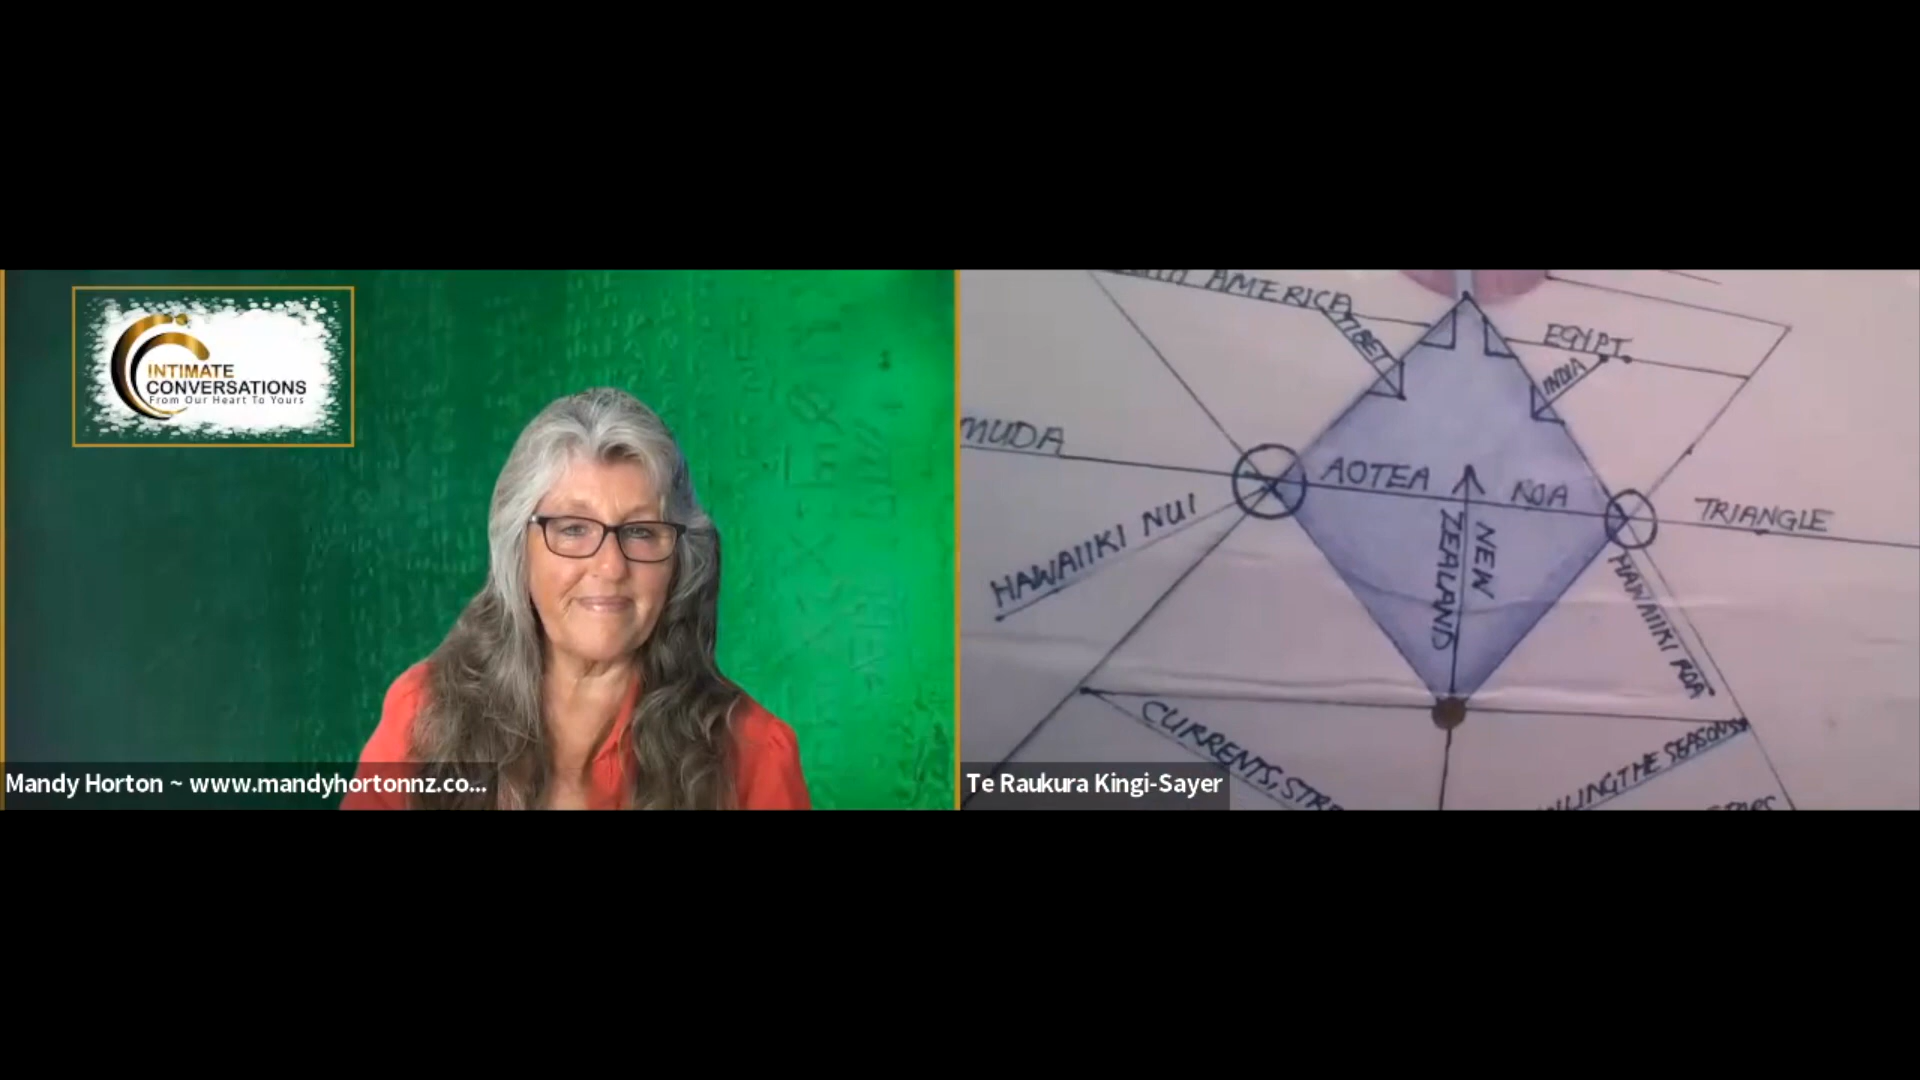 INTIMATE
CONVERSATIONS
From Our Heart To Yours
Mandy Horton ~ www.mandyhortonnz.co...
AMERICA
TIBET
EGYPT
INDIA
MUDA
AOTEA ROA
TRIANGLE
HAWAIIKI NUI
NEW
ZEALAND
HAWAIIKI ROA
CURRENTS,
THE SEASONS
Te Raukura Kingi-Sayer